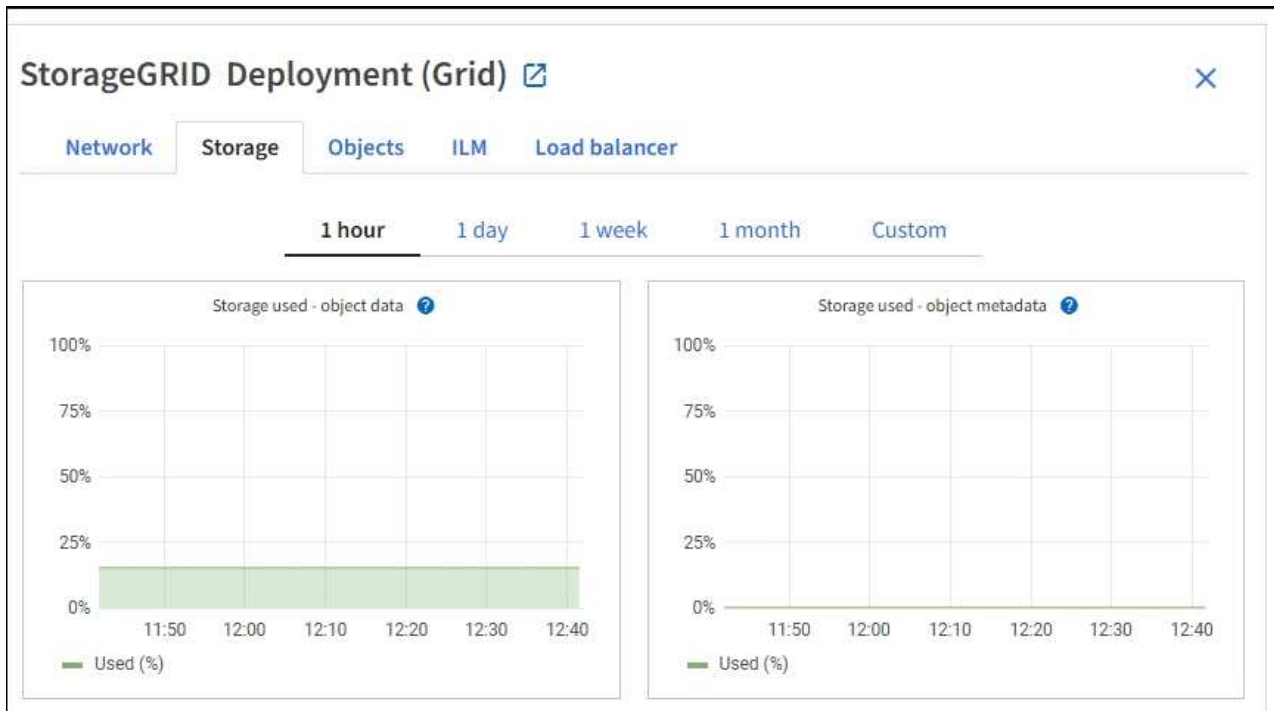 StorageGRID Deployment (Grid)
Network Storage Objects ILM Load balancer
1 hour 1 day 1 week 1 month Custom
Storage used - object data ?
100%
75%
50%
25%
0%
11:50 12:00 12:10 12:20 12:30 12:40
Used (%)
Storage used - object metadata ?
100%
75%
50%
25%
0%
11:50 12:00 12:10 12:20 12:30 12:40
Used (%)